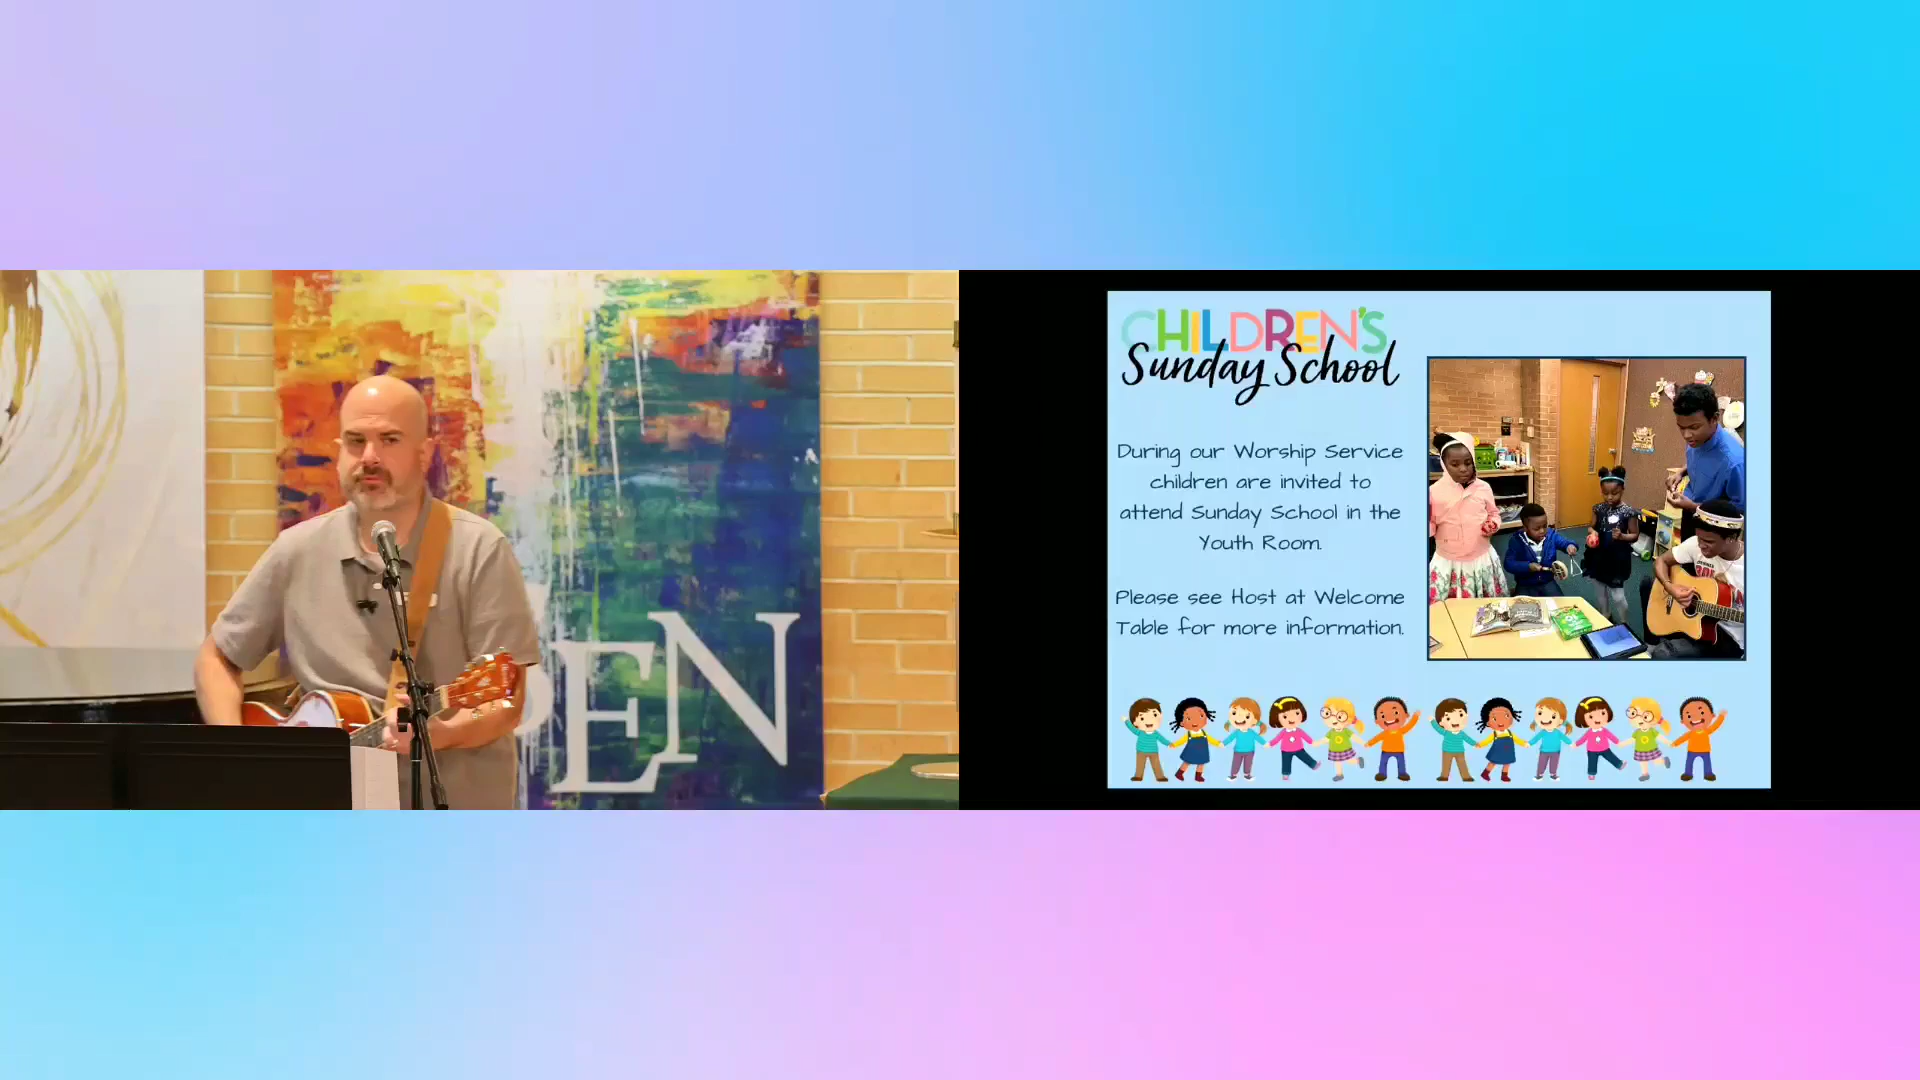 EN
CHILDREN'S
Sunday School
During our Worship Service
children are invited to
attend Sunday School in the
Youth Room.
Please see Host at Welcome
Table for more information.